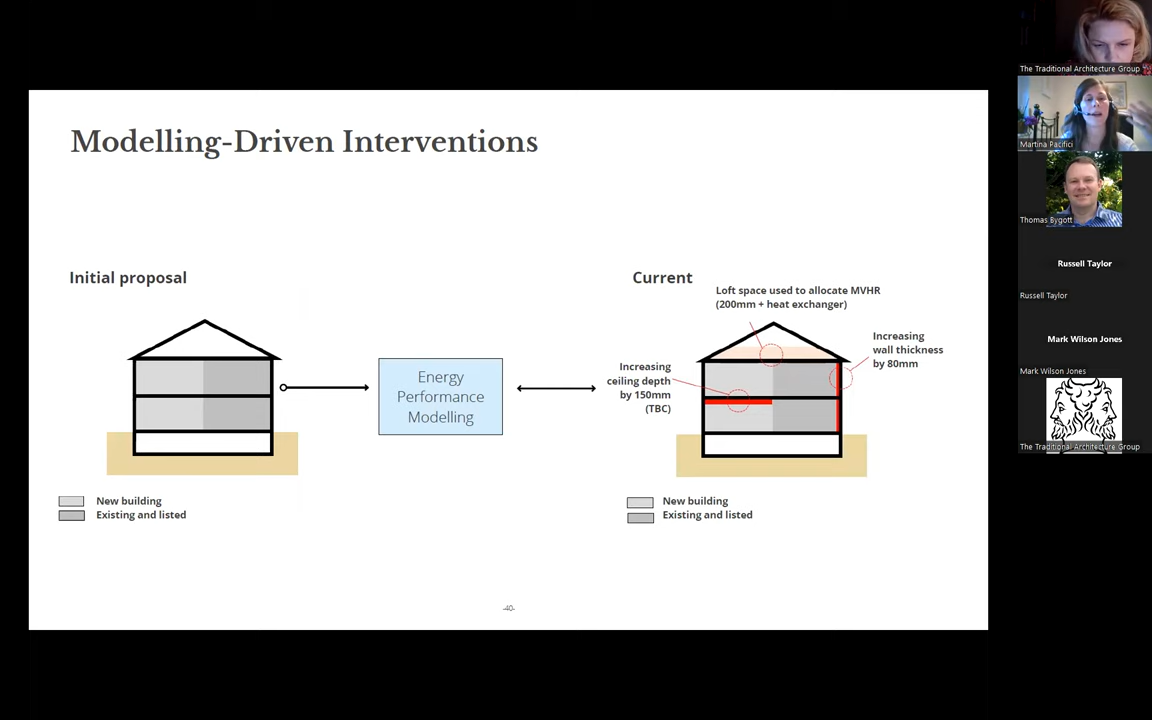 Modelling-Driven Interventions
Initial proposal
Energy
Performance
Modelling
New building
Existing and listed
Current
Loft space used to allocate MVHR
(200mm + heat exchanger)
Increasing
wall thickness
by 80mm
Increasing
ceiling depth
by 150mm
(TBC)
New building
Existing and listed
-40-
The Traditional Architecture Group
Martina Pacifici
Thomas Bygott
Russell Taylor
Russell Taylor
Mark Wilson Jones
Mark Wilson Jones
The Traditional Architecture Group